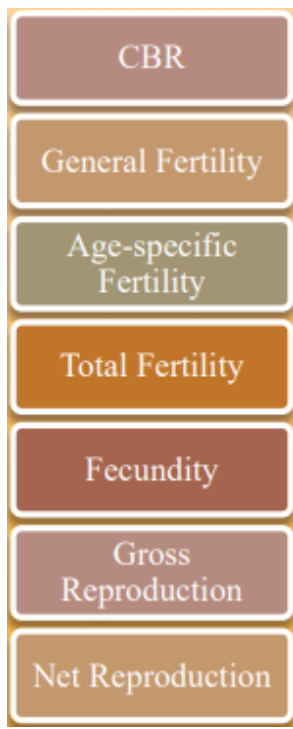 CBR
General Fertility
Age-specific
Fertility
Total Fertility
Fecundity
Gross
Reproduction
Net Reproduction